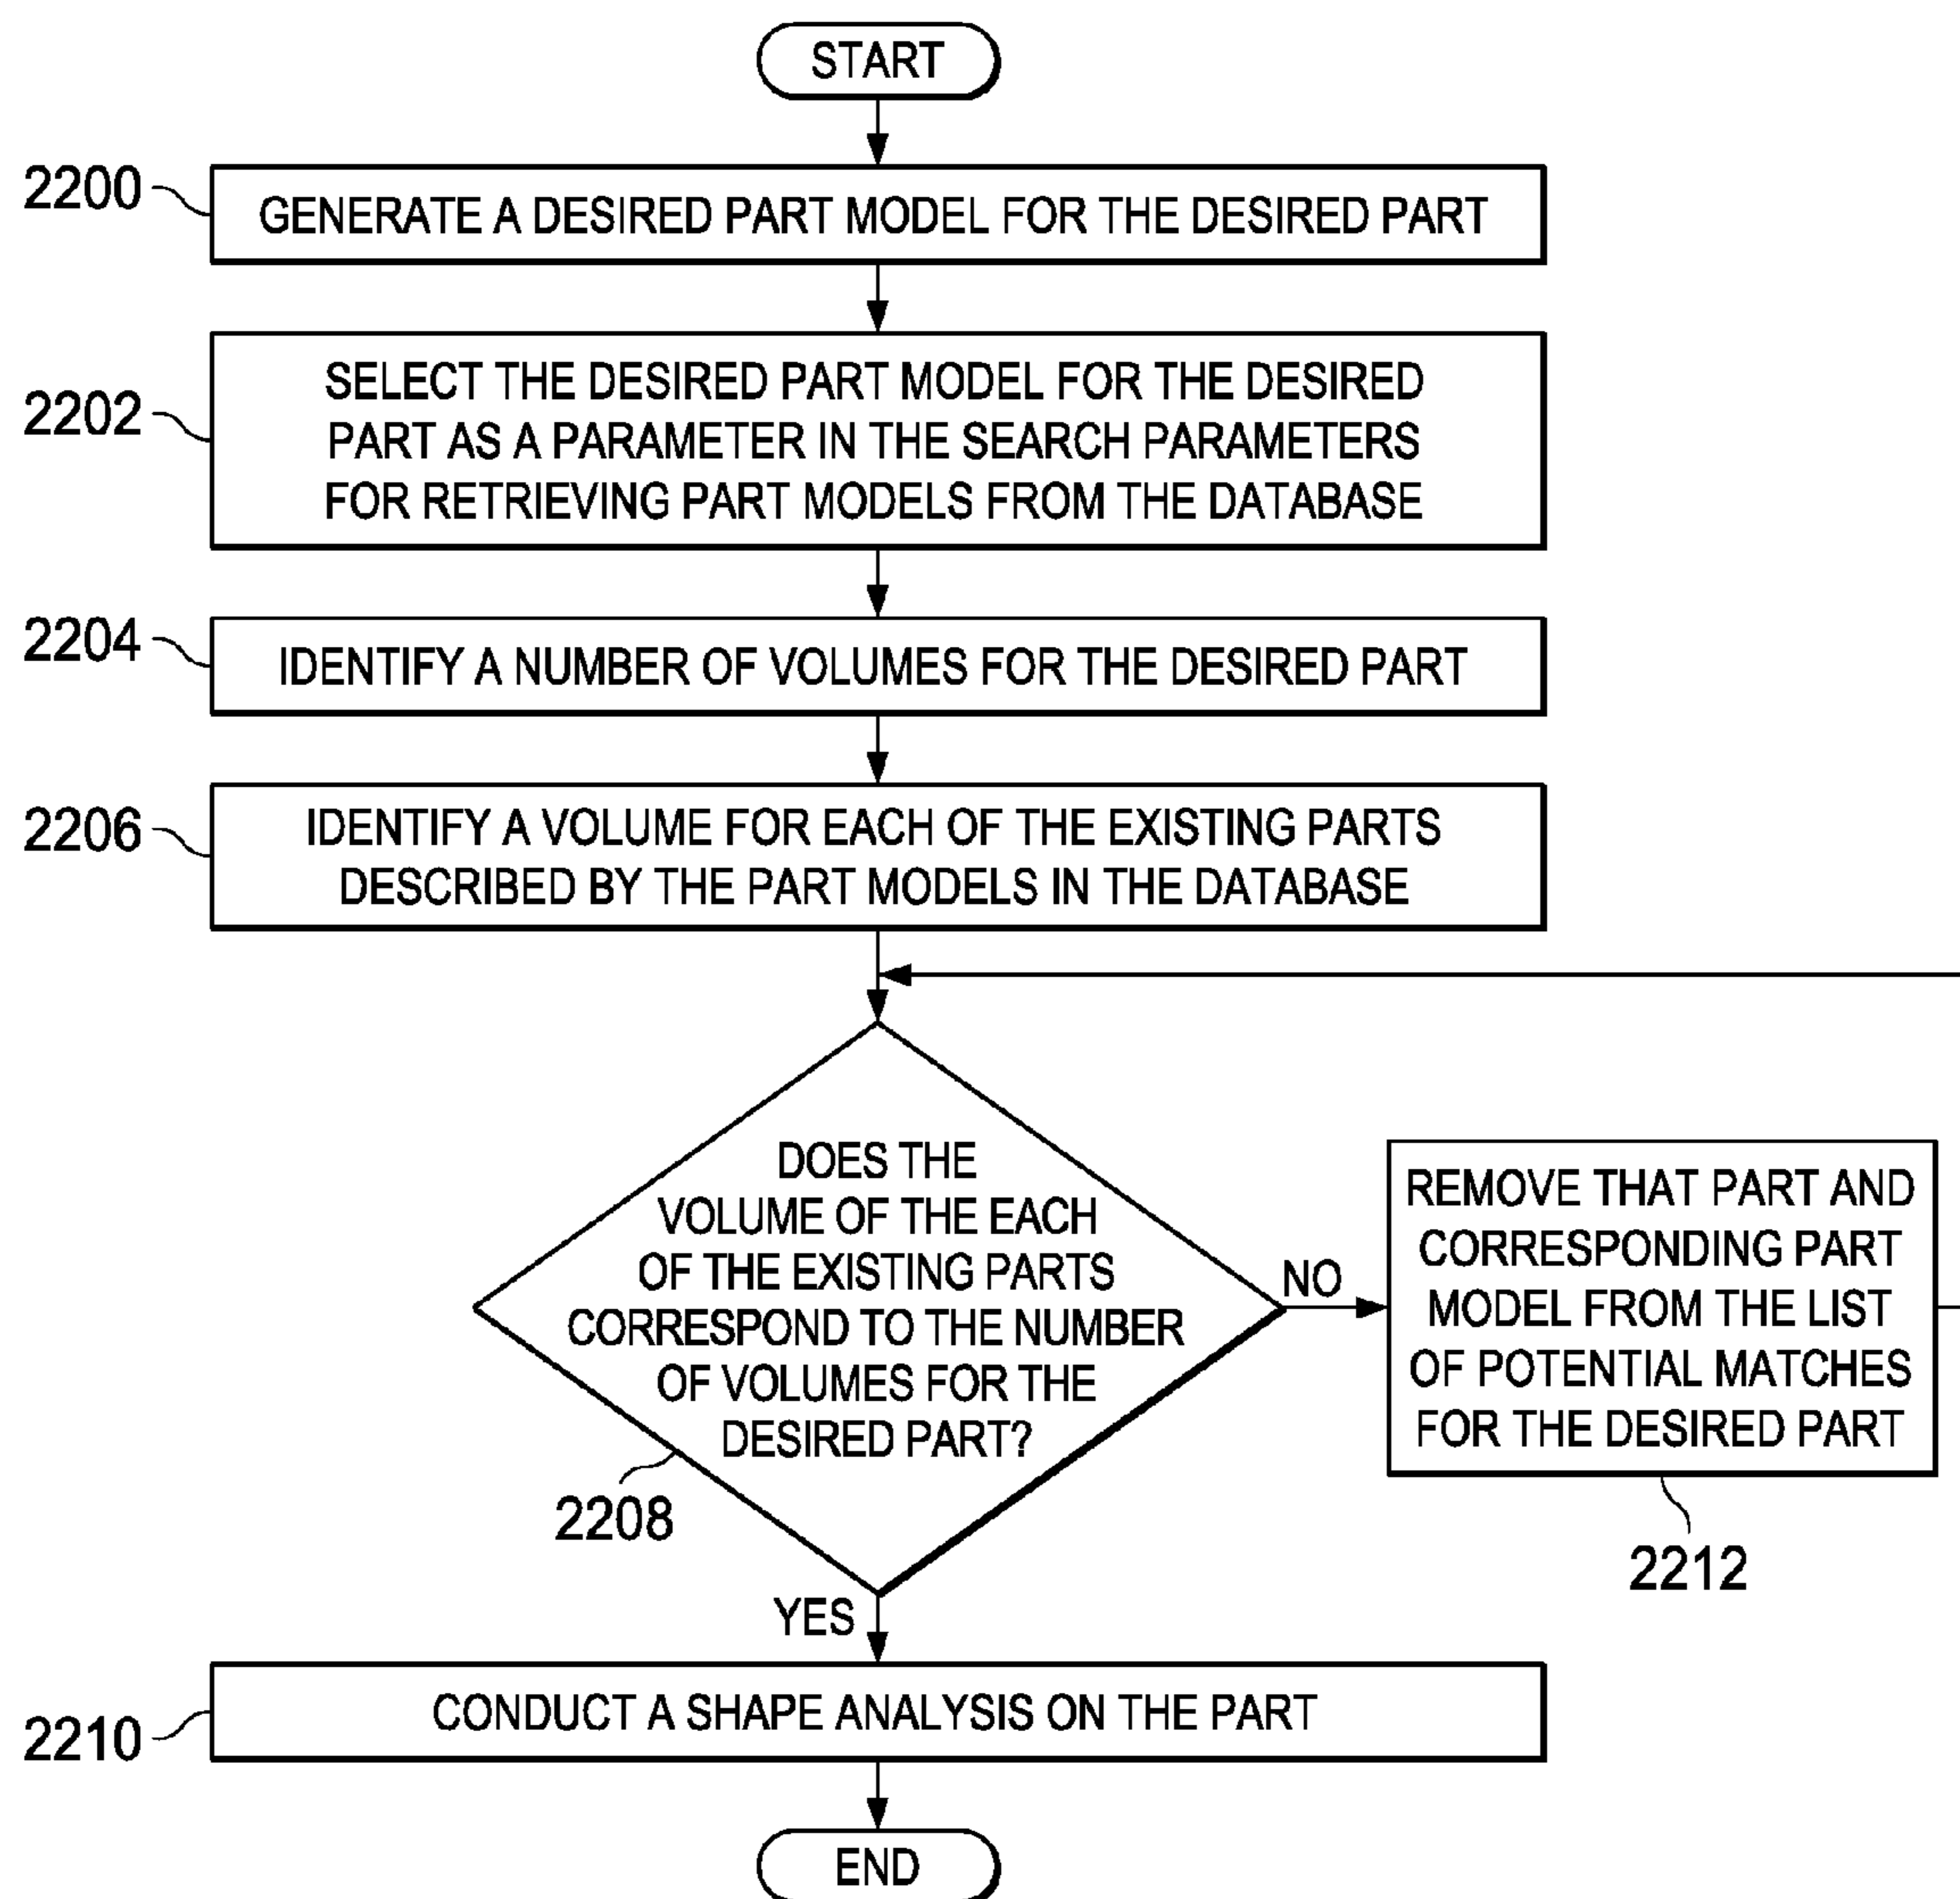 START
2200
GENERATE A DESIRED PART MODEL FOR THE DESIRED PART
2202
SELECT THE DESIRED PART MODEL FOR THE DESIRED
PART AS A PARAMETER IN THE SEARCH PARAMETERS
FOR RETRIEVING PART MODELS FROM THE DATABASE
2204
IDENTIFY A NUMBER OF VOLUMES FOR THE DESIRED PART
2206
IDENTIFY A VOLUME FOR EACH OF THE EXISTING PARTS
DESCRIBED BY THE PART MODELS IN THE DATABASE
DOES THE
VOLUME OF THE EACH
OF THE EXISTING PARTS
CORRESPOND TO THE NUMBER
OF VOLUMES FOR THE
DESIRED PART?
2208
NO
REMOVE THAT PART AND
CORRESPONDING PART
MODEL FROM THE LIST
OF POTENTIAL MATCHES
FOR THE DESIRED PART
2212
YES
2210
CONDUCT A SHAPE ANALYSIS ON THE PART
END